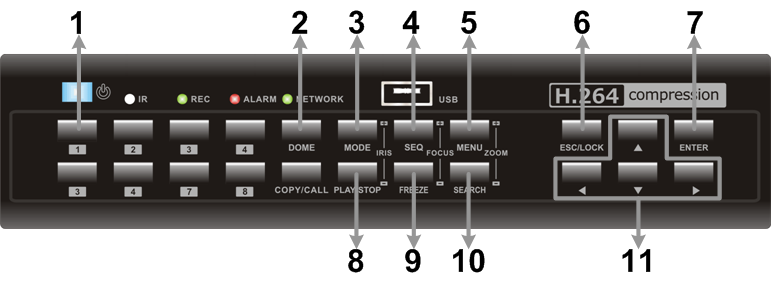 1 2 3 4 5 6 7
IR REC ALARM NETWORK USB H.264 compression
1 2 3 4 DOME MODE IRIS SEQ FOCUS MENU ZOOM ESC/LOCK ENTER
3 4 7 8 COPY/CALL PLAY/STOP FREEZE SEARCH
8 9 10 11